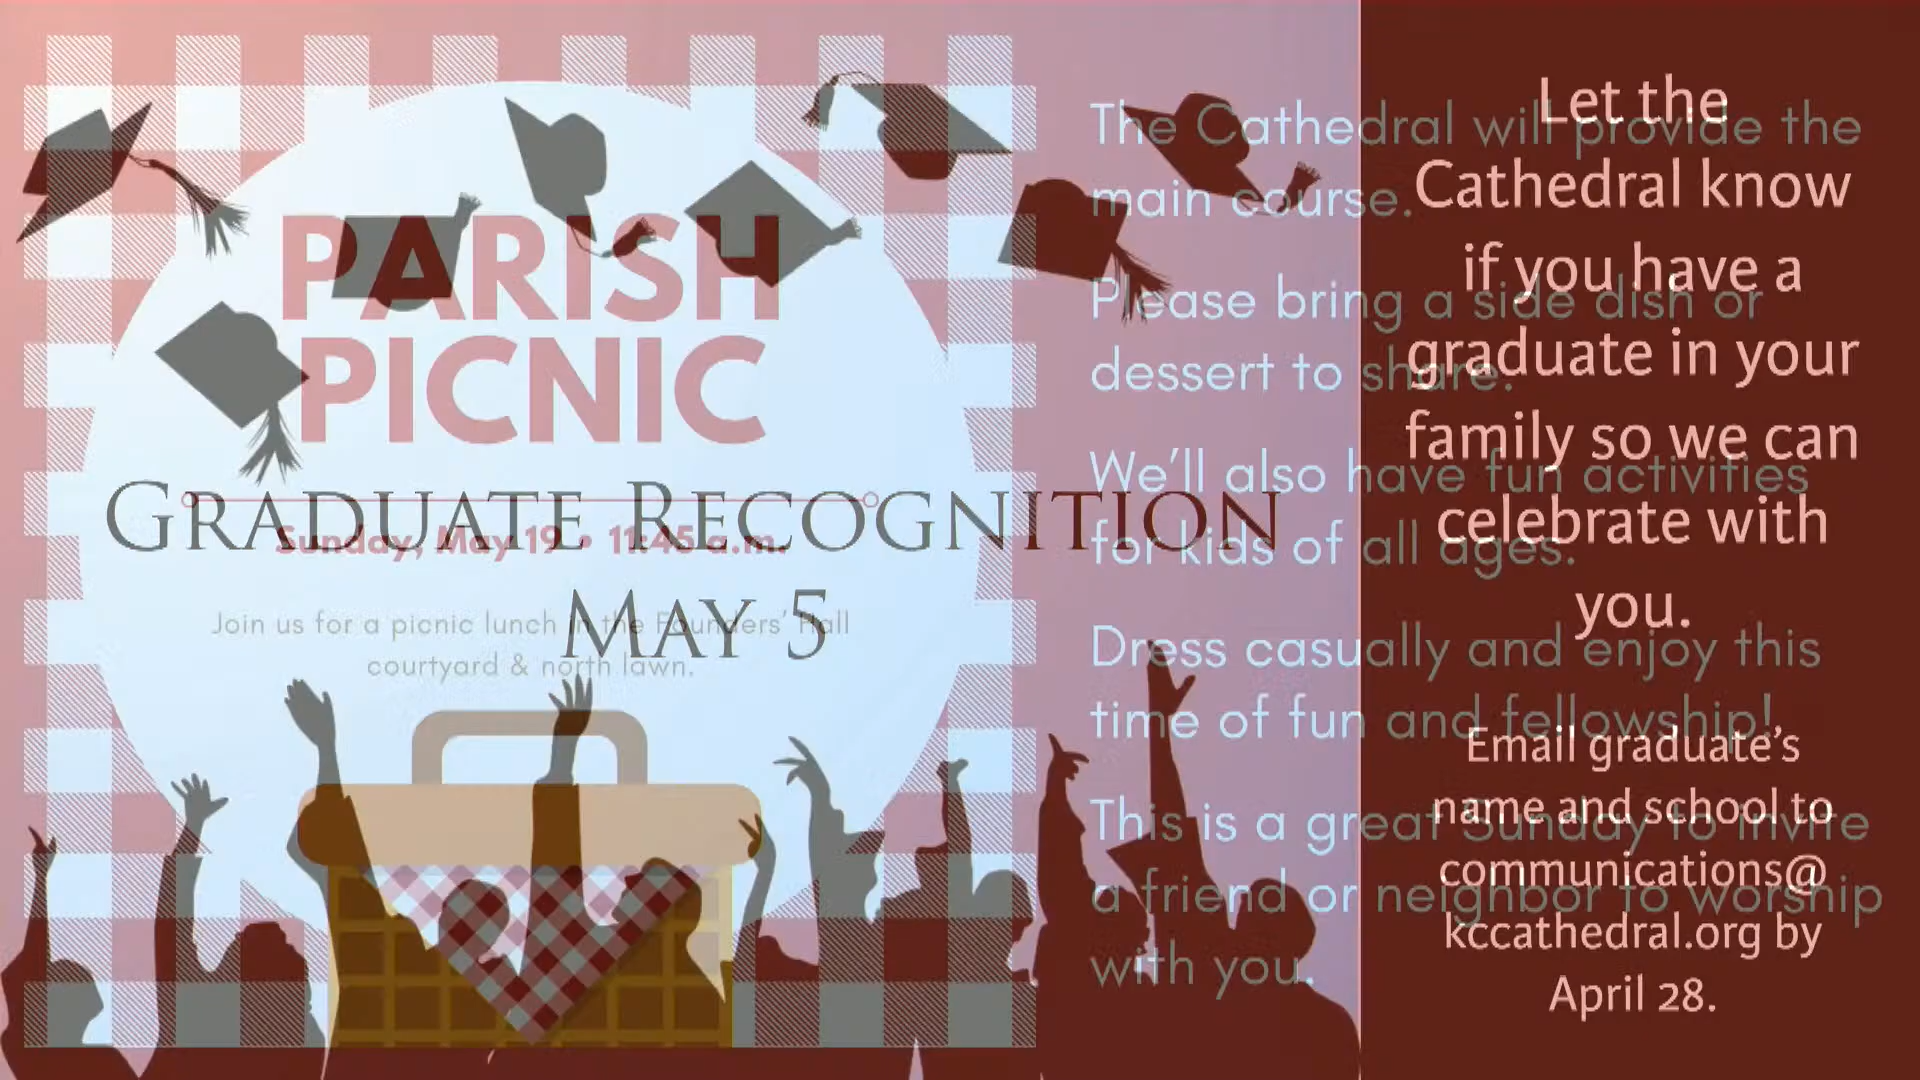 PARISH
PICNIC
Sunday, May 19 • 11:45 a.m.
Join us for a picnic lunch in the Founders' Hall
courtyard & north lawn.
The Cathedral will provide the
main course.
Please bring a side dish or
dessert to share.
We'll also have fun activities
for kids of all ages.
Dress casually and enjoy this
time of fun and fellowship!
This is a great Sunday to invite
a friend or neighbor to worship
with you.
GRADUATE RECOGNITION
MAY 5
Let the
Cathedral know
if you have a
graduate in your
family so we can
celebrate with
you.
Email graduate's
name and school to
communications@
kccathedral.org by
April 28.